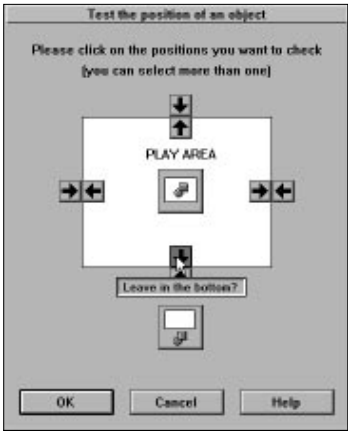 Test the position of an object
Please click on the positions you want to check
[you can select more than one]
PLAY AREA
Leave in the bottom?
OK
Cancel
Help